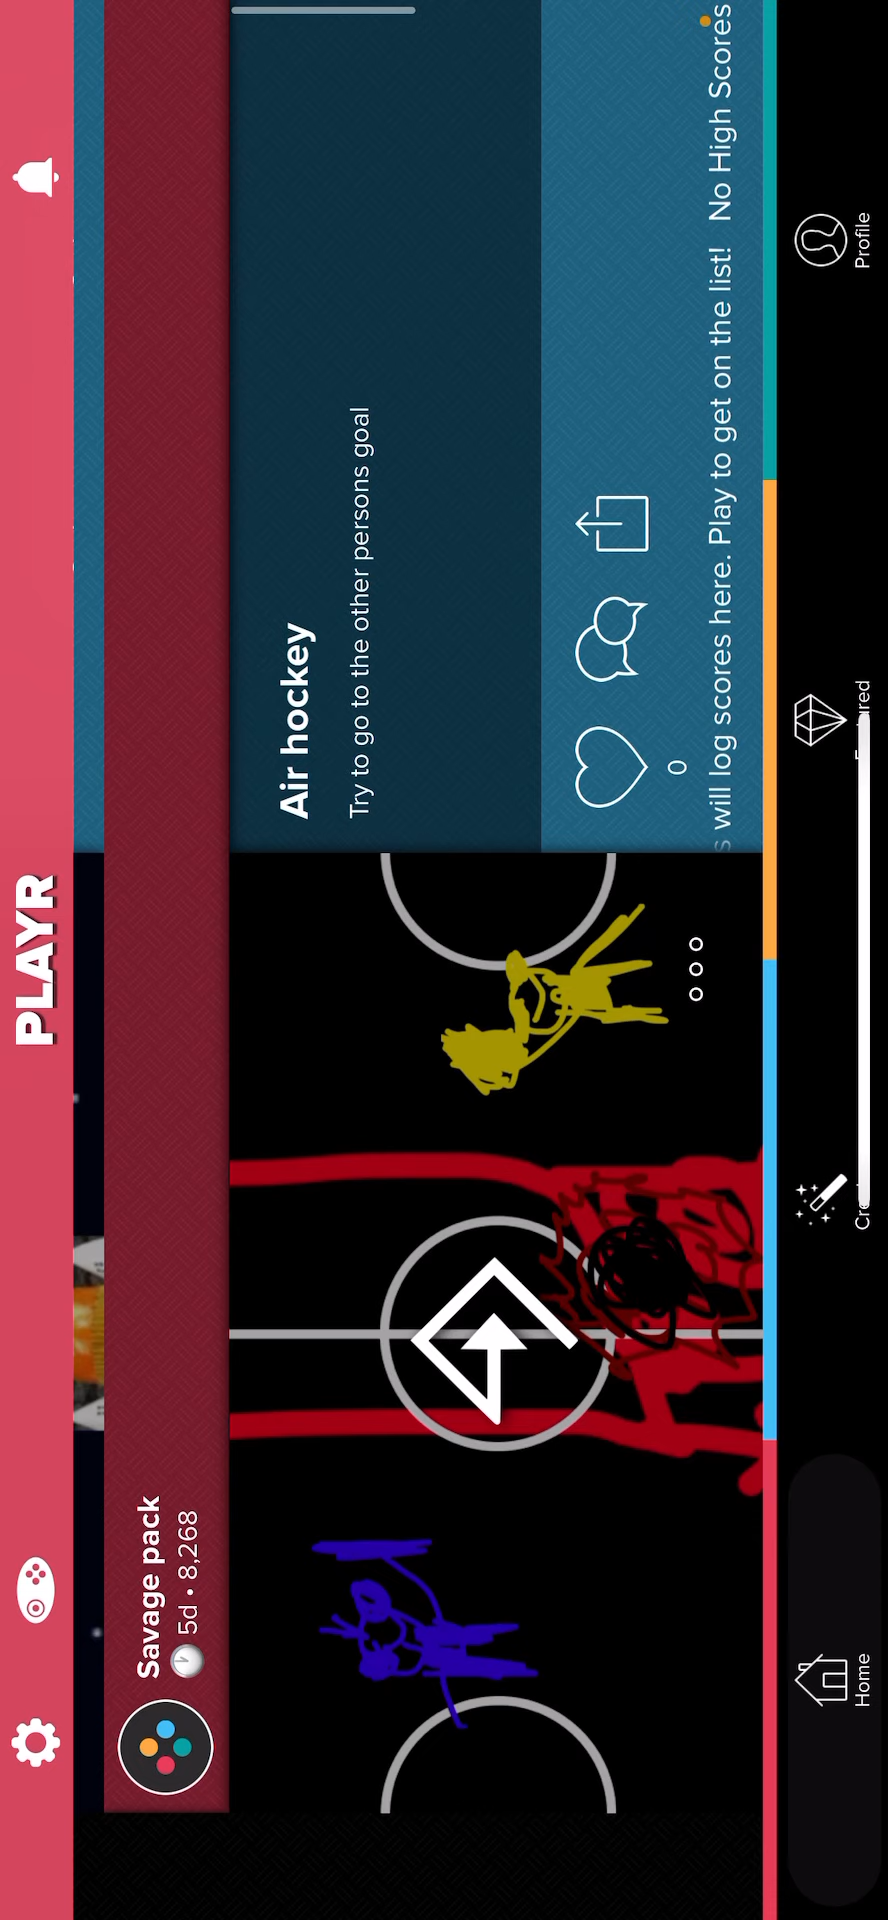 PLAYR
Savage pack
5d • 8,268
Air hockey
Try to go to the other persons goal
0
will log scores here. Play to get on the list! No High Scores
Home
Profile